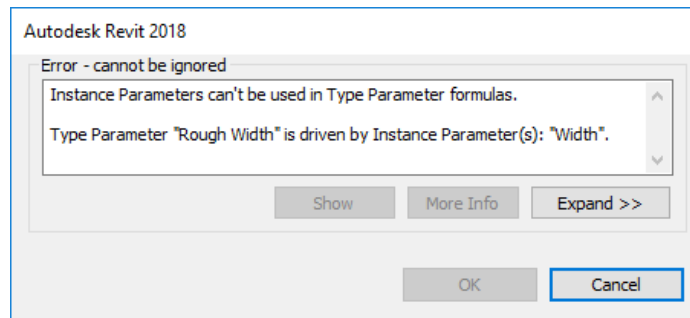 Autodesk Revit 2018
Error - cannot be ignored
Instance Parameters can't be used in Type Parameter formulas.
Type Parameter "Rough Width" is driven by Instance Parameter(s): "Width".
Show More Info Expand >>
OK Cancel